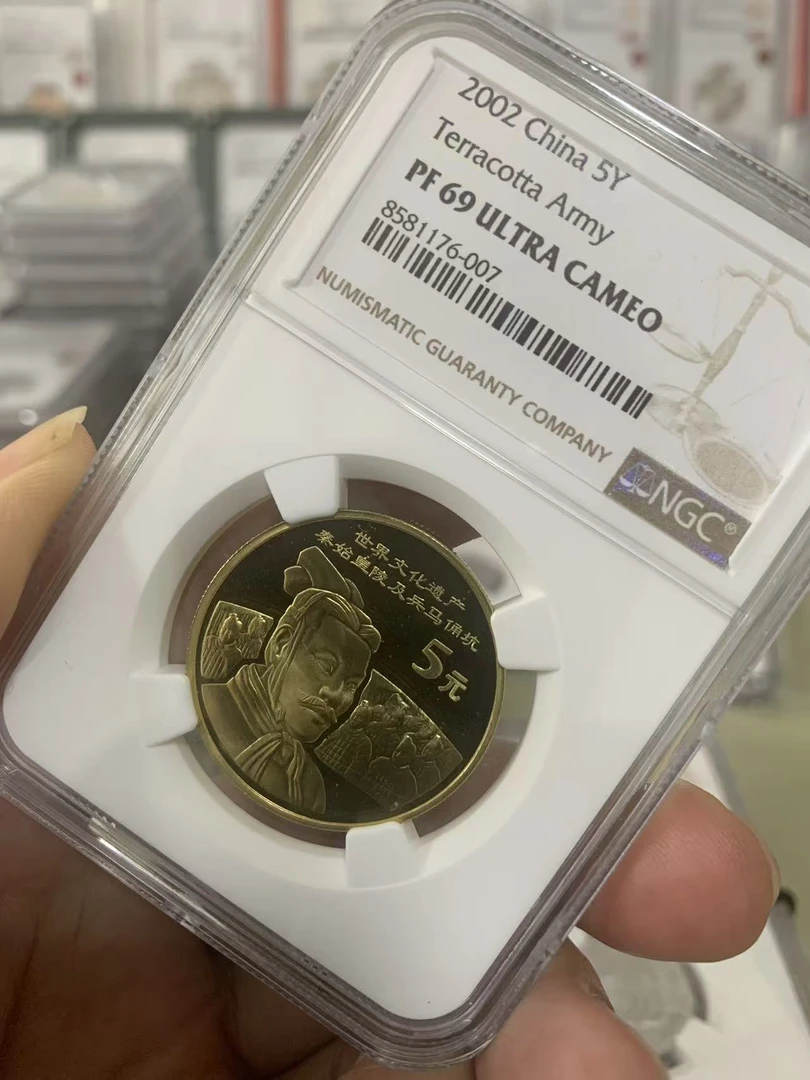 2002 China 5Y
Terracotta Army
PF 69 ULTRA CAMEO
8581176-007
NUMISMATIC GUARANTY COMPANY
NGC®
世界文化遗产
秦始皇陵及兵马俑坑
5元